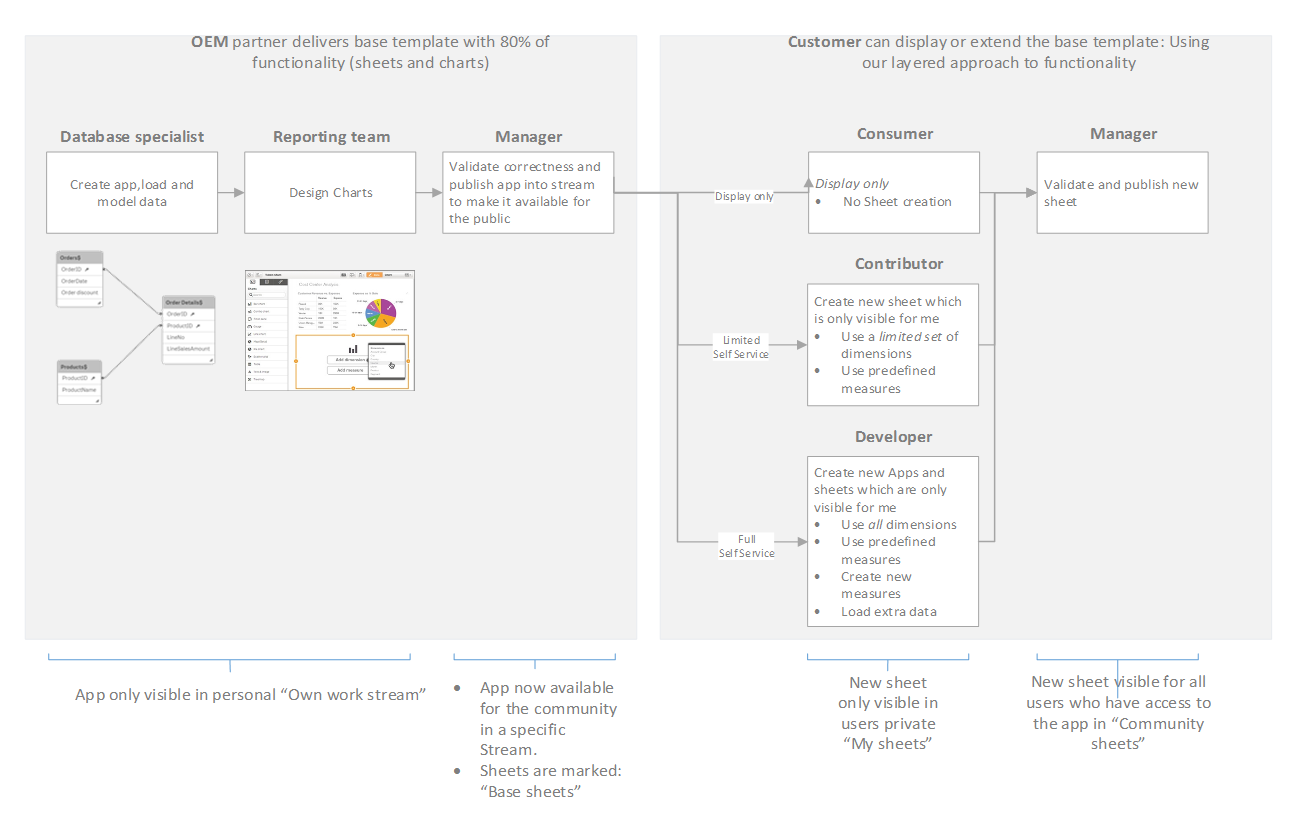 OEM partner delivers base template with 80% of
functionality (sheets and charts)
Customer can display or extend the base template: Using
our layered approach to functionality
Database specialist
Create app,load and
model data
Reporting team
Design Charts
Manager
Validate correctness and
publish app into stream
to make it available for
the public
Display only
Consumer
Display only
• No Sheet creation
Manager
Validate and publish new
sheet
Orders$
OrderID
OrderDate
Order discount
OrderDetails$
OrderID
ProductID
LineNo
LineSalesAmount
Products$
ProductID
ProductName
Add dimension
Add measure
Limited
Self Service
Contributor
Create new sheet which
is only visible for me
• Use a limited set of
dimensions
• Use predefined
measures
Full
Self Service
Developer
Create new Apps and
sheets which are only
visible for me
• Use all dimensions
• Use predefined
measures
• Create new
measures
• Load extra data
App only visible in personal “Own work stream”
• App now available
for the community
in a specific
Stream.
• Sheets are marked:
“Base sheets”
New sheet
only visible in
users private
“My sheets”
New sheet visible for all
users who have access to
the app in “Community
sheets”